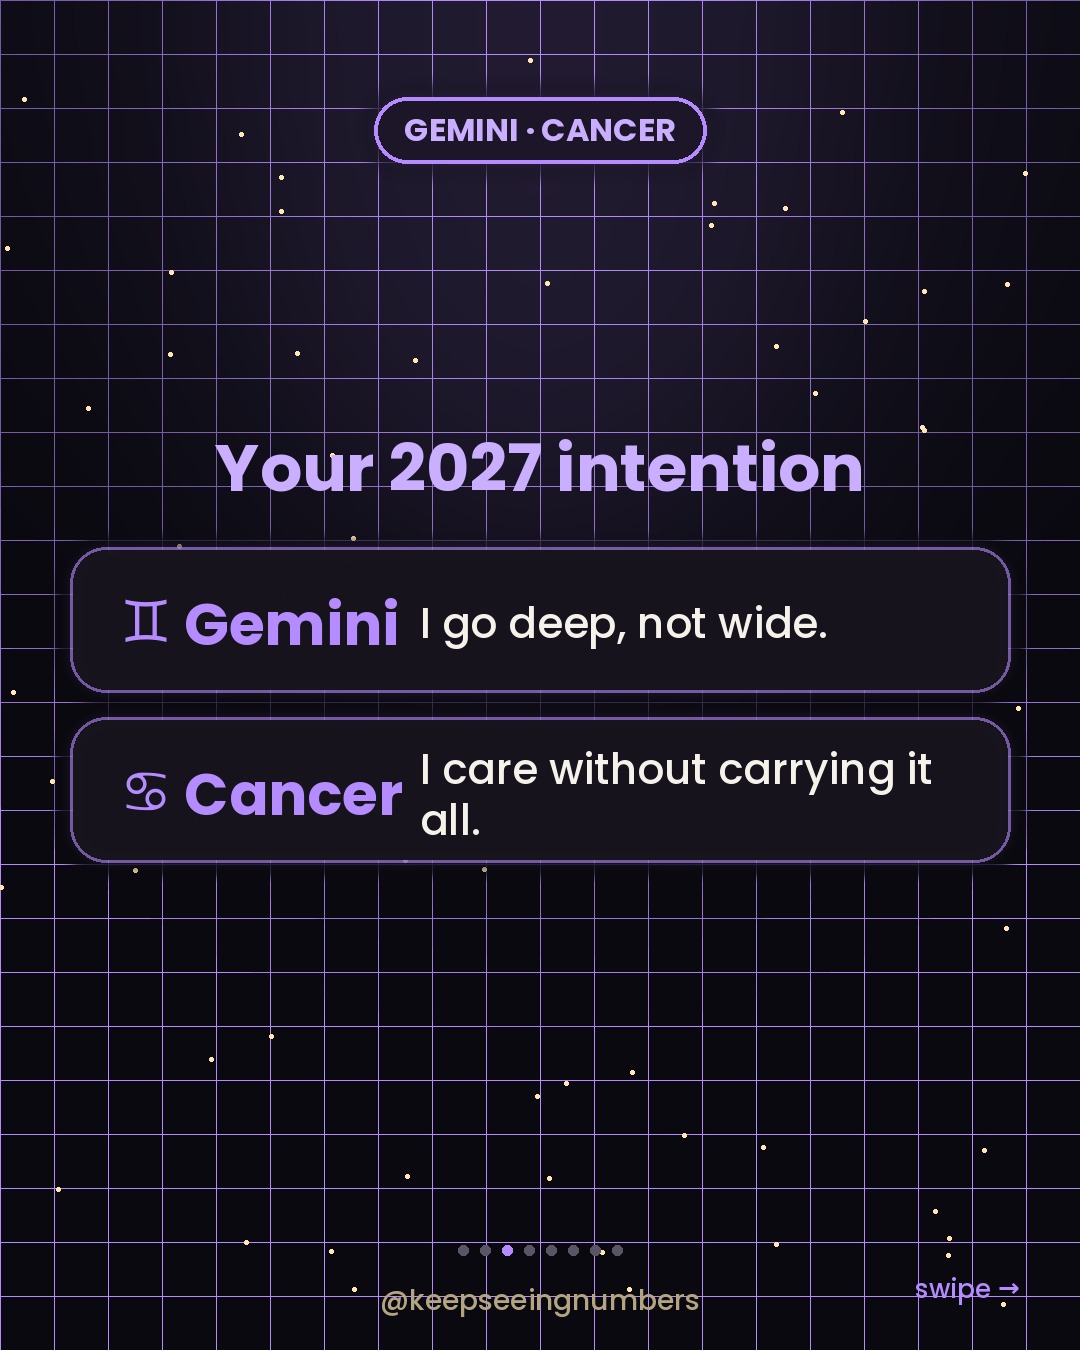 GEMINI · CANCER
Your 2027 intention
♊ Gemini I go deep, not wide.
♋ Cancer I care without carrying it
all.
@keepseeingnumbers
swipe →